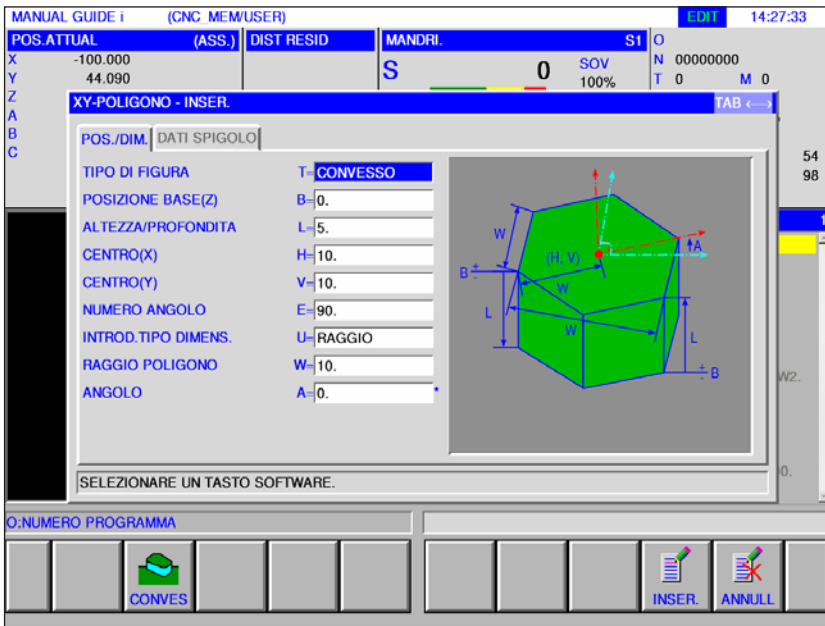 MANUAL GUIDE i (CNC_MEM/USER) EDIT 14:27:33
POS.ATTUAL (ASS.) DIST RESID MANDRI. S1 O
X -100.000 N 00000000
Y 44.090 S 0 SOV 100% T 0 M 0
Z
A
B
C
54
98
XY-POLIGONO - INSER. TAB <—>
POS./DIM. DATI SPIGOLO
TIPO DI FIGURA T=CONVESSO
POSIZIONE BASE(Z) B=0.
ALTEZZA/PROFONDITA L=5.
CENTRO(X) H=10.
CENTRO(Y) V=10.
NUMERO ANGOLO E=90.
INTROD.TIPO DIMENS. U=RAGGIO
RAGGIO POLIGONO W=10.
ANGOLO A=0. *
W
A
(H, V)
B + -
W
L
W
L
+ - B
W2.
0.
SELEZIONARE UN TASTO SOFTWARE.
O:NUMERO PROGRAMMA
CONVES INSER. ANNULL